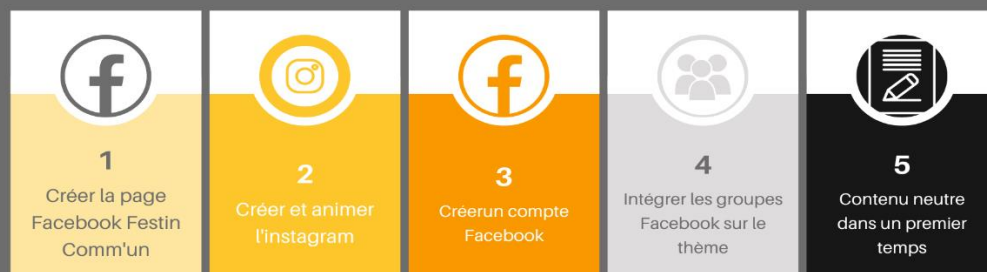 1
Créer la page
Facebook Festin
Comm'un
2
Créer et animer
l'instagram
3
Créerun compte
Facebook
4
Intégrer les groupes
Facebook sur le
thème
5
Contenu neutre
dans un premier
temps